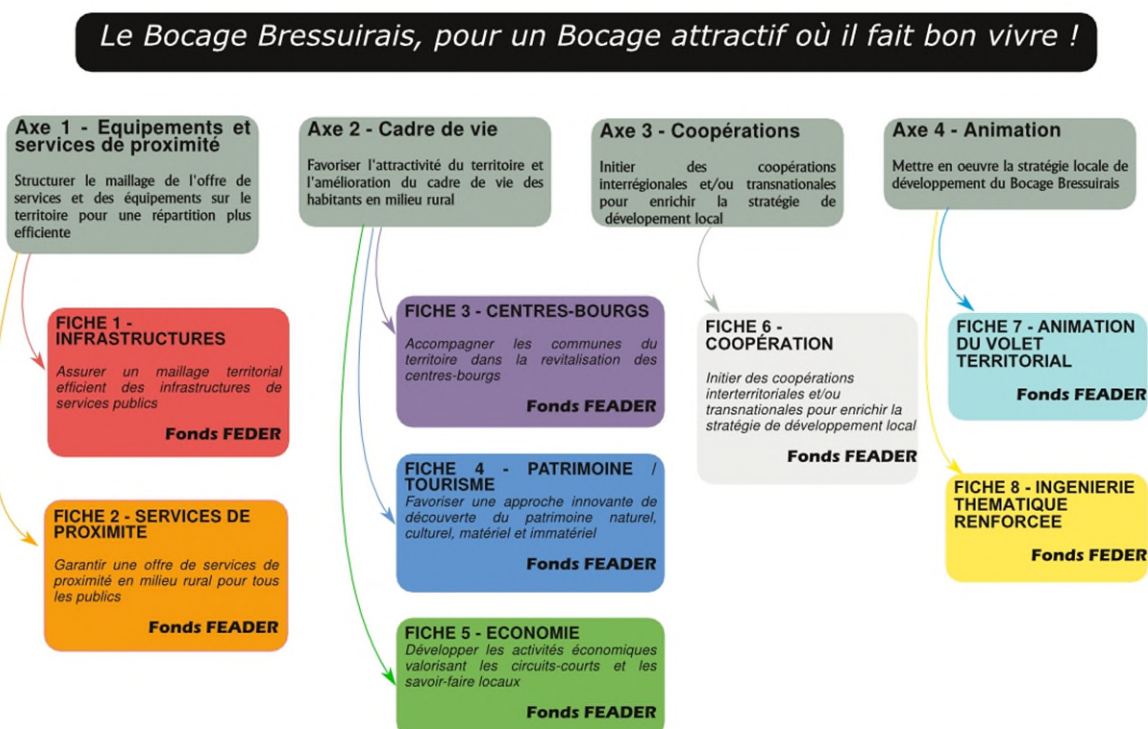 Le Bocage Bressuirais, pour un Bocage attractif où il fait bon vivre !
Axe 1 - Equipements et
services de proximité
Structurer le maillage de l'offre de
services et des équipements sur le
territoire pour une répartition plus
efficiente
Axe 2 - Cadre de vie
Favoriser l'attractivité du territoire et
l'amélioration du cadre de vie des
habitants en milieu rural
Axe 3 - Coopérations
Initier des coopérations
interrégionales et/ou transnationales
pour enrichir la stratégie de
dévelopement local
Axe 4 - Animation
Mettre en oeuvre la stratégie locale de
développement du Bocage Bressuirais
FICHE 1 -
INFRASTRUCTURES
Assurer un maillage territorial
efficient des infrastructures de
services publics
Fonds FEDER
FICHE 2 - SERVICES DE
PROXIMITE
Garantir une offre de services de
proximité en milieu rural pour tous
les publics
Fonds FEADER
FICHE 3 - CENTRES-BOURGS
Accompagner les communes du
territoire dans la revitalisation des
centres-bourgs
Fonds FEADER
FICHE 4 - PATRIMOINE /
TOURISME
Favoriser une approche innovante de
découverte du patrimoine naturel,
culturel, matériel et immatériel
Fonds FEADER
FICHE 5 - ECONOMIE
Développer les activités économiques
valorisant les circuits-courts et les
savoir-faire locaux
Fonds FEADER
FICHE 6 -
COOPÉRATION
Initier des coopérations
interterritoriales et/ou
transnationales pour enrichir la
stratégie de développement local
Fonds FEADER
FICHE 7 - ANIMATION
DU VOLET
TERRITORIAL
Fonds FEADER
FICHE 8 - INGENIERIE
THEMATIQUE
RENFORCEE
Fonds FEDER